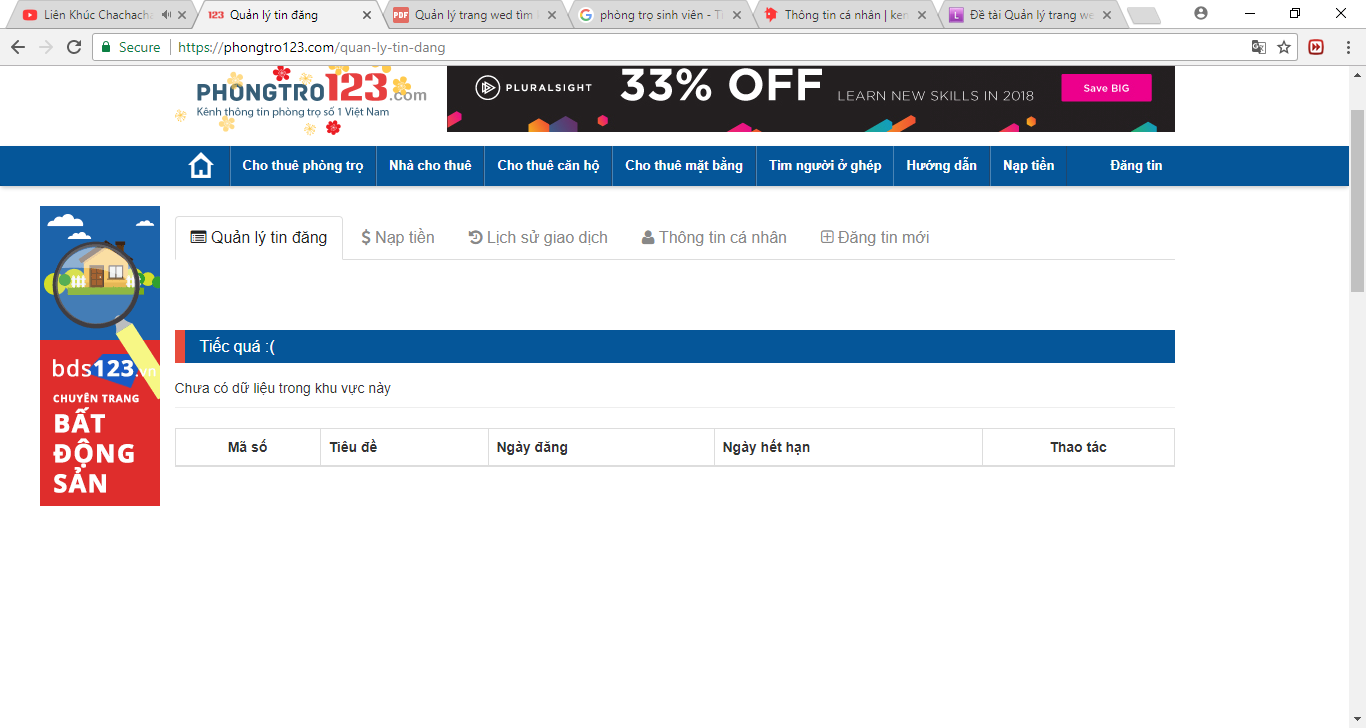 Liên Khúc Chachacha
Quản lý tin đăng
Quản lý trang wed tìm
phòng trọ sinh viên - Tì
Thông tin cá nhân | ken
Đề tài Quản lý trang we
Secure
https://phongtro123.com/quan-ly-tin-dang
PHONGTRO123.com
Kênh thông tin phòng trọ số 1 Việt Nam
PLURALSIGHT
33% OFF
LEARN NEW SKILLS IN 2018
Save BIG
Cho thuê phòng trọ
Nhà cho thuê
Cho thuê căn hộ
Cho thuê mặt bằng
Tìm người ở ghép
Hướng dẫn
Nạp tiền
Đăng tin
Quản lý tin đăng
$ Nạp tiền
Lịch sử giao dịch
Thông tin cá nhân
Đăng tin mới
bds123.vn
CHUYÊN TRANG
BẤT
ĐỘNG
SẢN
Tiếc quá :(
Chưa có dữ liệu trong khu vực này
Mã số
Tiêu đề
Ngày đăng
Ngày hết hạn
Thao tác